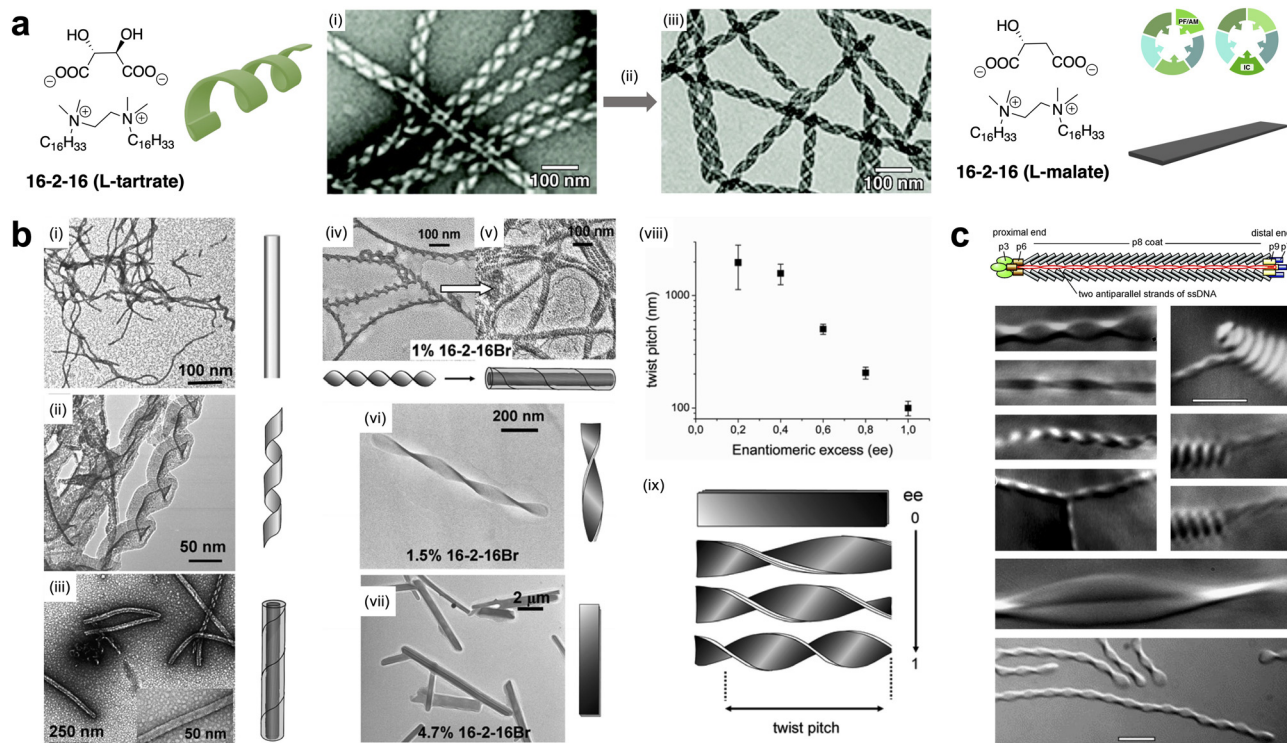 a
HO OH
OOC COO
⊖ ⊖
N⊕ ⊕N
C16H33 C16H33
16-2-16 (L-tartrate)
(i)
100 nm
(ii)
(iii)
100 nm
HO
OOC COO
⊖ ⊖
N⊕ ⊕N
C16H33 C16H33
16-2-16 (L-malate)
PF/AM
IC
b
(i)
100 nm
(ii)
50 nm
(iii)
250 nm
50 nm
(iv)
100 nm
(v)
100 nm
1% 16-2-16Br
(vi)
200 nm
1.5% 16-2-16Br
(vii)
2 µm
4.7% 16-2-16Br
(viii)
twist pitch (nm)
1000
100
0,0 0,2 0,4 0,6 0,8 1,0
Enantiomeric excess (ee)
(ix)
ee
0
1
twist pitch
c
proximal end
p3 p6
p8 coat
distal end
p9 p
two antiparallel strands of ssDNA